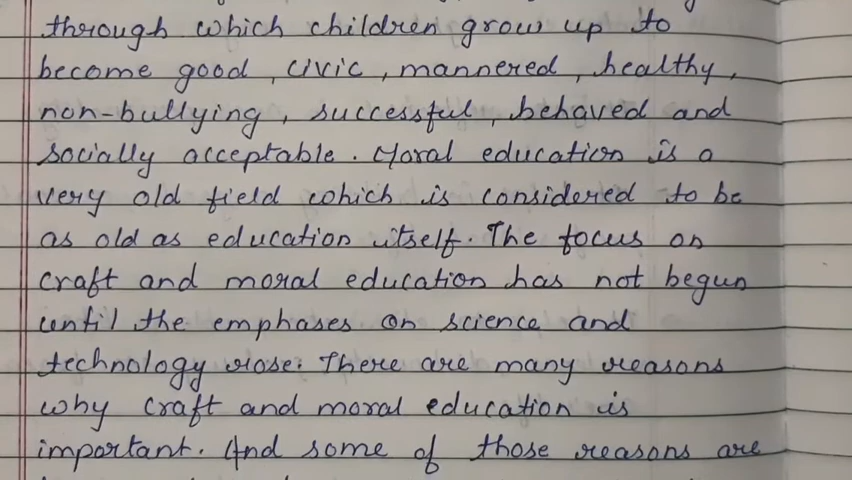 through which children grow up to
become good, civic, mannered, healthy,
non-bullying, successful, behaved and
socially acceptable. Moral education is a
very old field which is considered to be
as old as education itself. The focus on
craft and moral education has not begun
until the emphases on science and
technology rose. There are many reasons
why craft and moral education is
important. And some of those reasons are